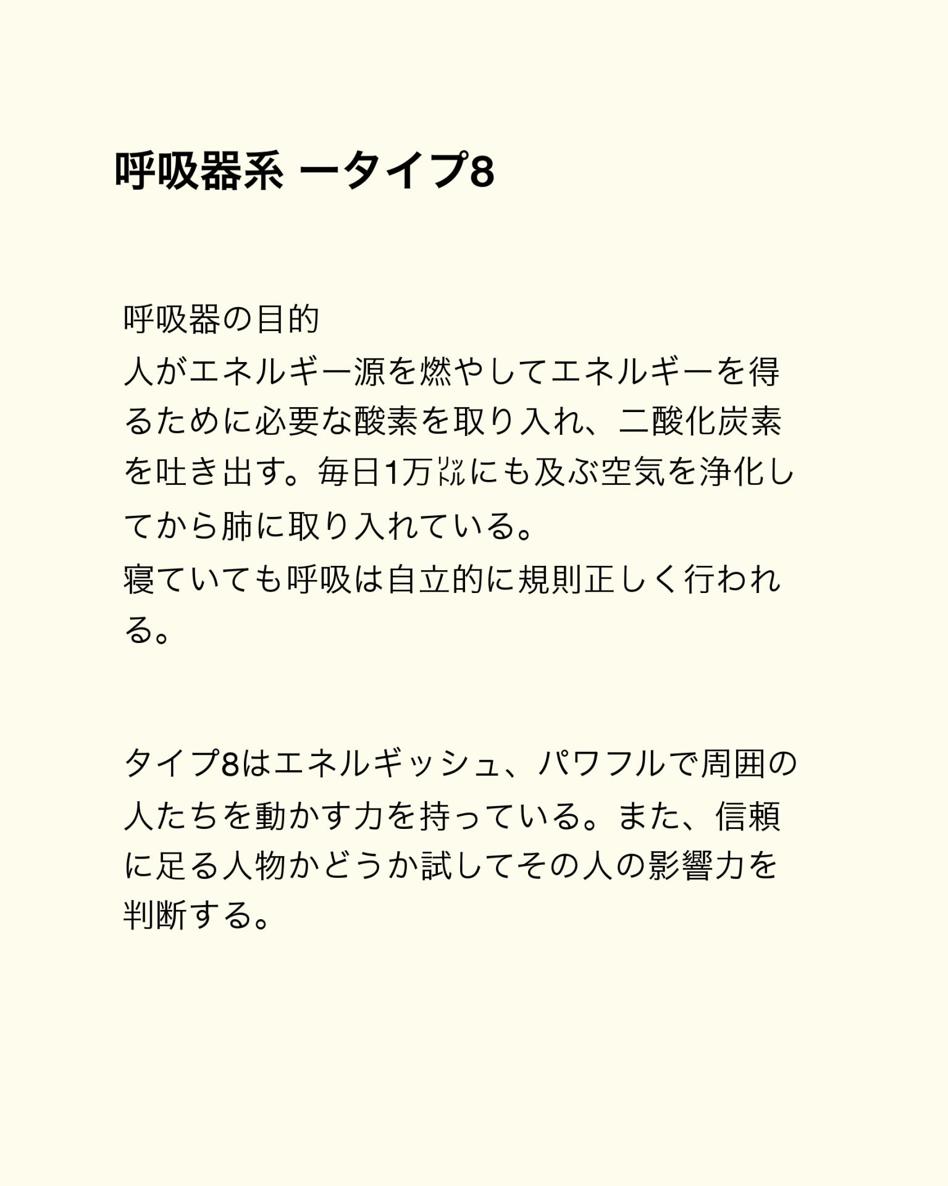 呼吸器系 ータイプ8
呼吸器の目的
人がエネルギー源を燃やしてエネルギーを得
るために必要な酸素を取り入れ、二酸化炭素
を吐き出す。毎日1万㍑にも及ぶ空気を浄化し
てから肺に取り入れている。
寝ていても呼吸は自立的に規則正しく行われ
る。
タイプ8はエネルギッシュ、パワフルで周囲の
人たちを動かす力を持っている。また、信頼
に足る人物かどうか試してその人の影響力を
判断する。